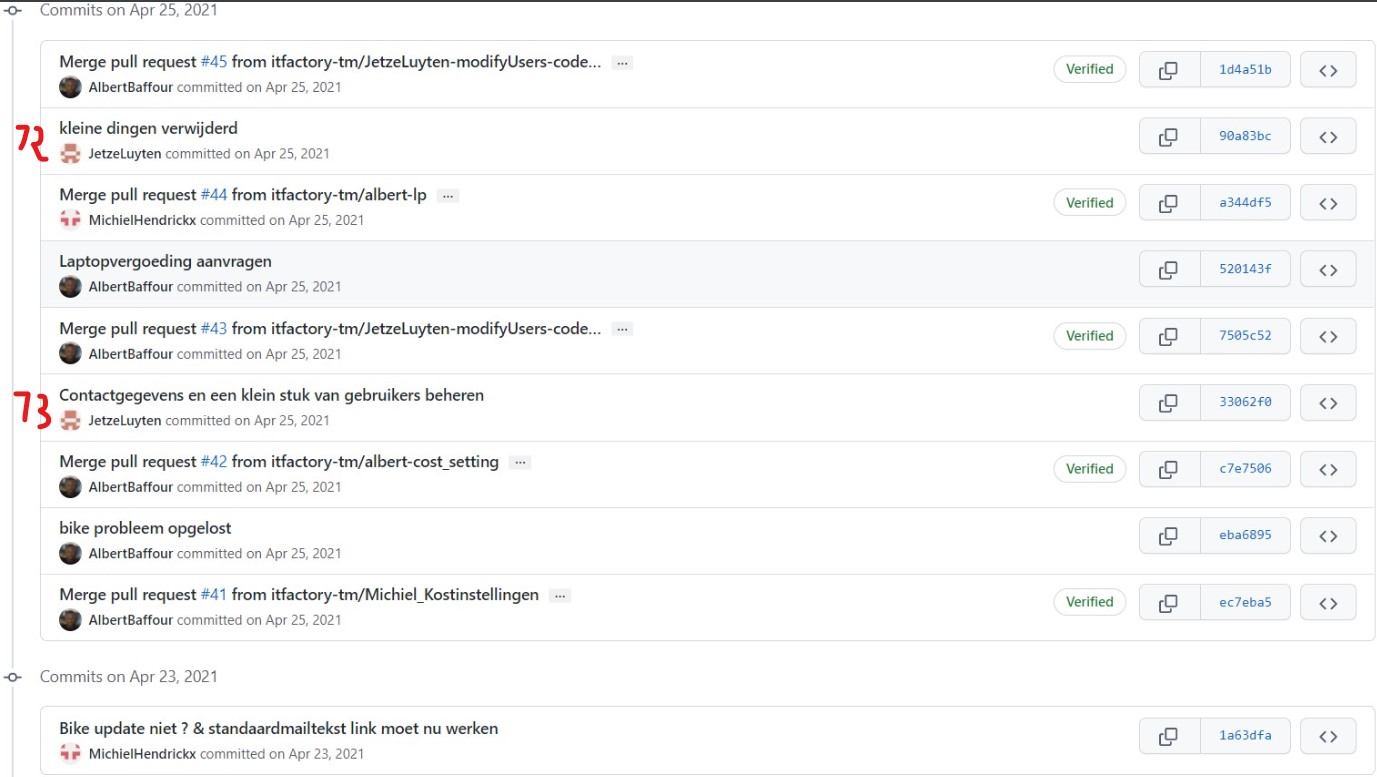 Commits on Apr 25, 2021
Merge pull request #45 from itfactory-tm/JetzeLuyten-modifyUsers-code... ...
Verified
1d4a51b
AlbertBaffour committed on Apr 25, 2021
72
kleine dingen verwijderd
90a83bc
JetzeLuyten committed on Apr 25, 2021
Merge pull request #44 from itfactory-tm/albert-lp ...
Verified
a344df5
MichielHendrickx committed on Apr 25, 2021
Laptopvergoeding aanvragen
520143f
AlbertBaffour committed on Apr 25, 2021
Merge pull request #43 from itfactory-tm/JetzeLuyten-modifyUsers-code... ...
Verified
7505c52
AlbertBaffour committed on Apr 25, 2021
73
Contactgegevens en een klein stuk van gebruikers beheren
33062f0
JetzeLuyten committed on Apr 25, 2021
Merge pull request #42 from itfactory-tm/albert-cost_setting ...
Verified
c7e7506
AlbertBaffour committed on Apr 25, 2021
bike probleem opgelost
eba6895
AlbertBaffour committed on Apr 25, 2021
Merge pull request #41 from itfactory-tm/Michiel_Kostinstellingen ...
Verified
ec7eba5
AlbertBaffour committed on Apr 25, 2021
Commits on Apr 23, 2021
Bike update niet ? & standaardmailtekst link moet nu werken
1a63dfa
MichielHendrickx committed on Apr 23, 2021